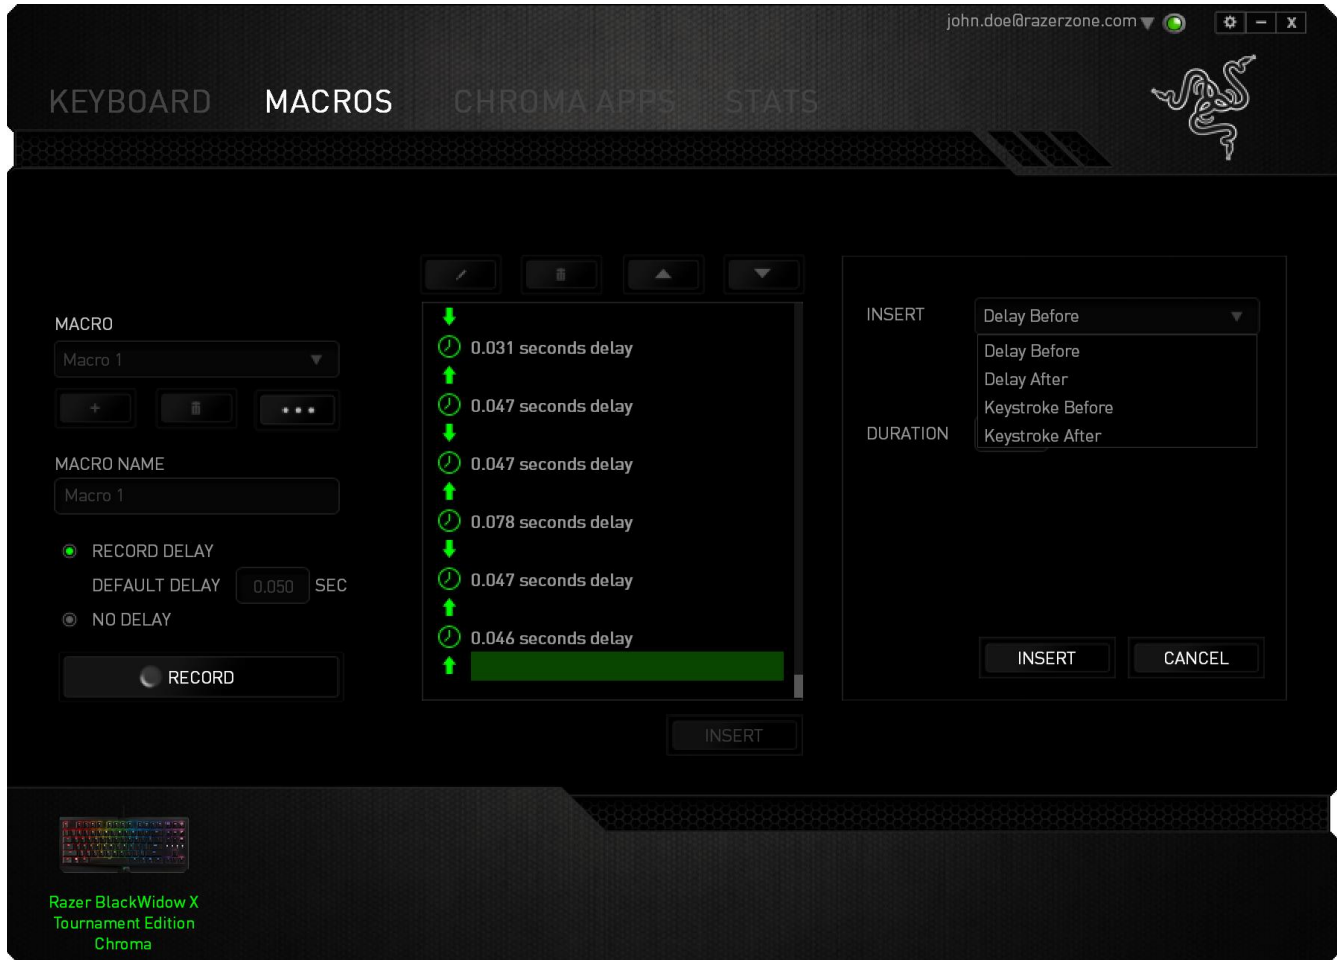 john.doe@razerzone.com
X
KEYBOARD MACROS CHROMA APPS STATS
MACRO
Macro 1
MACRO NAME
Macro 1
RECORD DELAY
DEFAULT DELAY 0.050 SEC
NO DELAY
RECORD
0.031 seconds delay
0.047 seconds delay
0.047 seconds delay
0.078 seconds delay
0.047 seconds delay
0.046 seconds delay
INSERT
INSERT Delay Before
Delay Before
Delay After
Keystroke Before
DURATION
Keystroke After
INSERT CANCEL
Razer BlackWidow X
Tournament Edition
Chroma